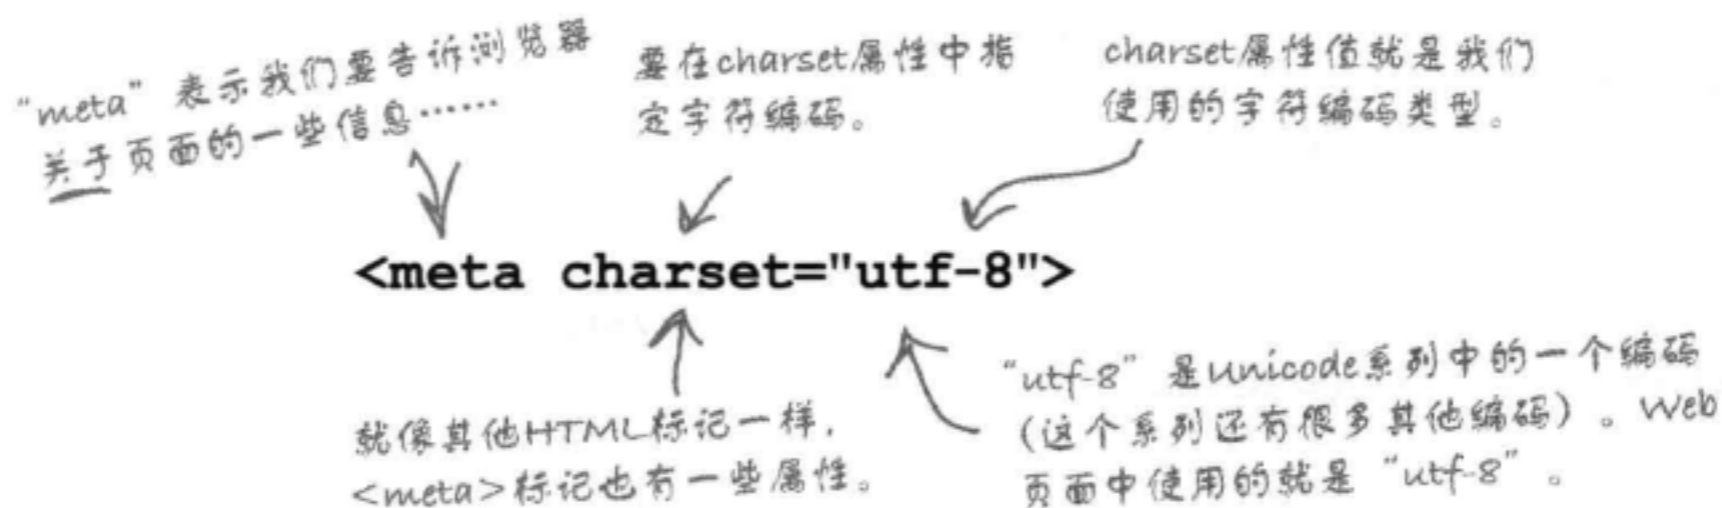 “meta” 表示我们要告诉浏览器
关于页面的一些信息……
要在charset属性中指
定字符编码。
charset属性值就是我们
使用的字符编码类型。
<meta charset="utf-8">
就像其他HTML标记一样，
<meta>标记也有一些属性。
“utf-8” 是unicode系列中的一个编码
(这个系列还有很多其他编码) 。Web
页面中使用的就是 “utf-8” 。